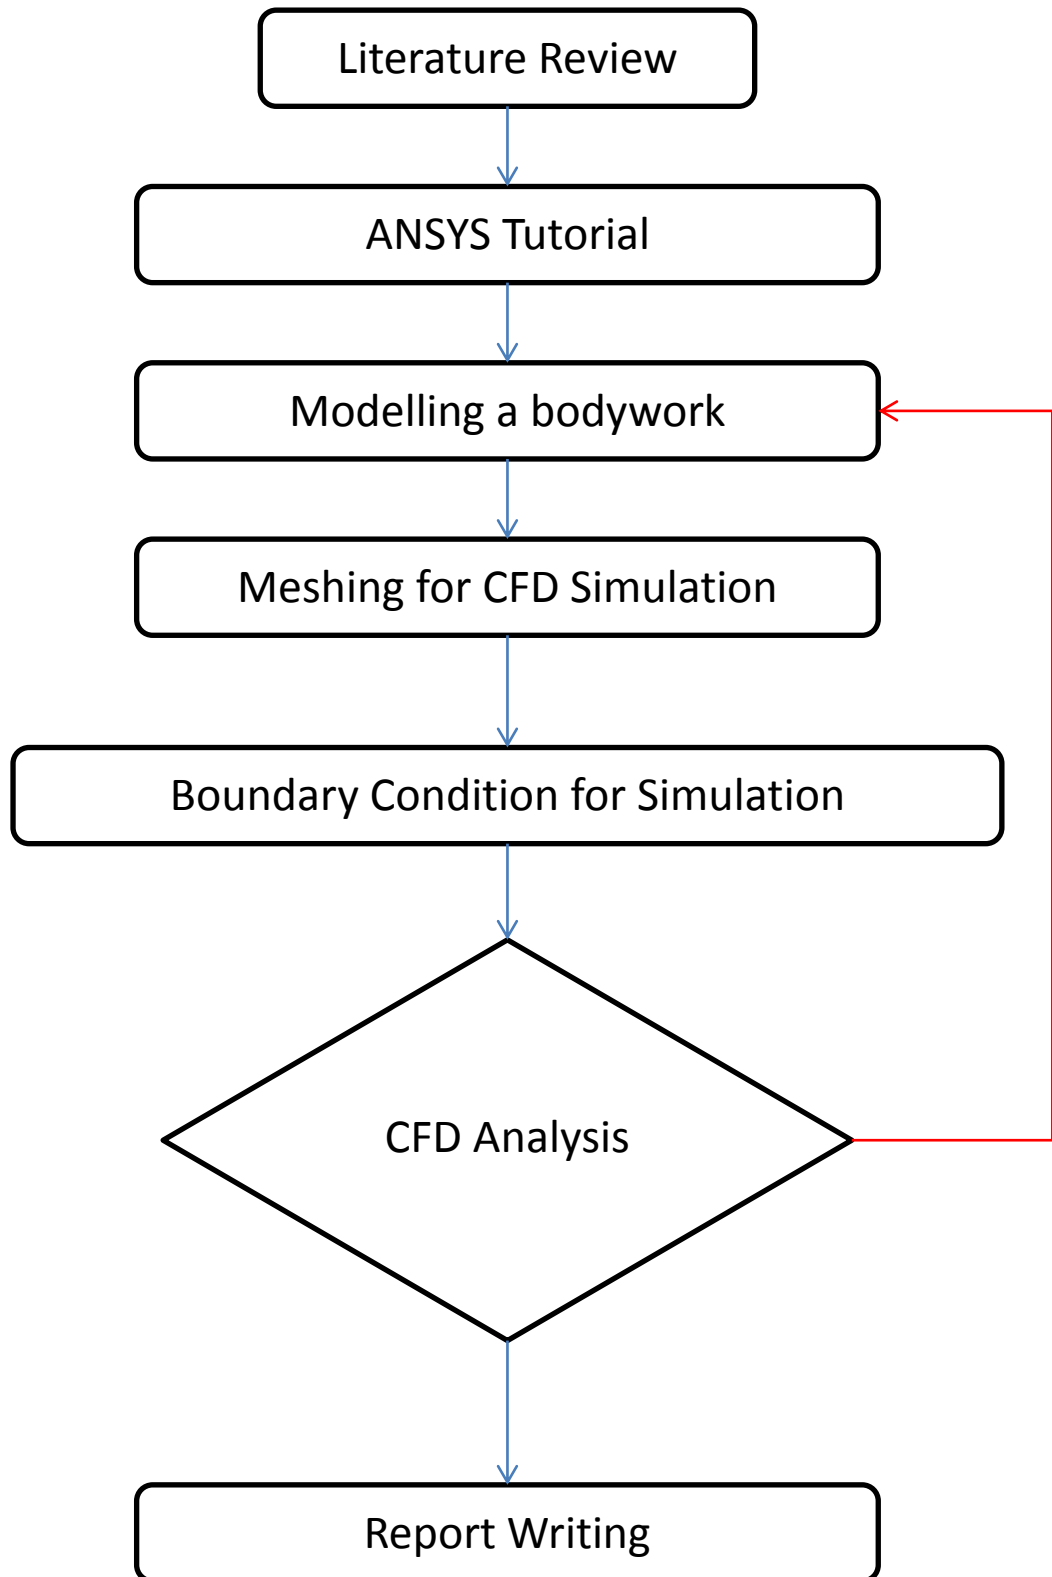 Literature Review
ANSYS Tutorial
Modelling a bodywork
Meshing for CFD Simulation
Boundary Condition for Simulation
CFD Analysis
Report Writing